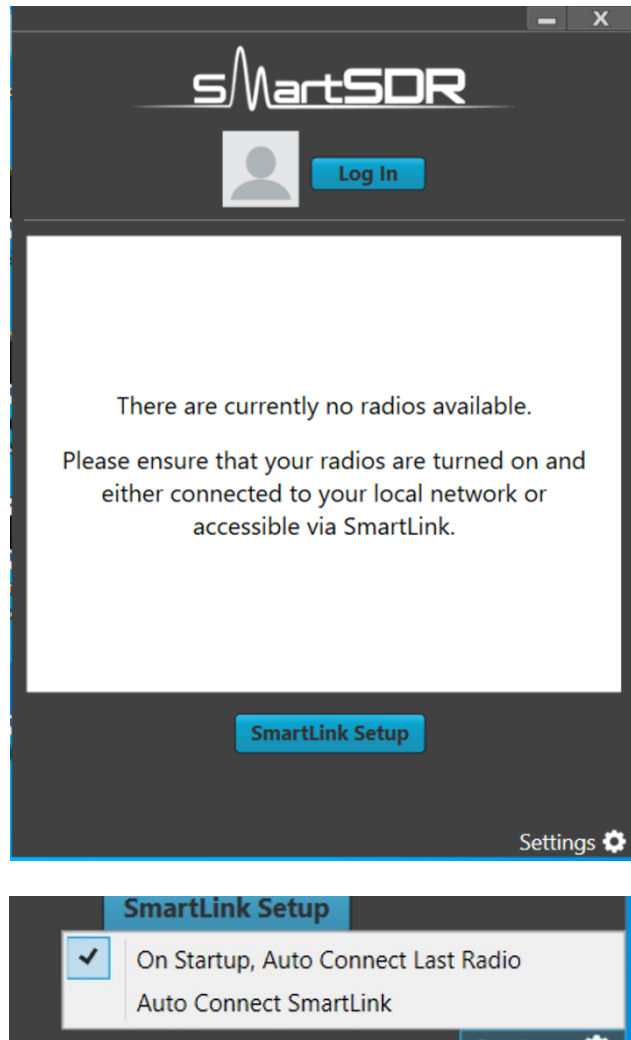 X
smartSDR
Log In
There are currently no radios available.
Please ensure that your radios are turned on and
either connected to your local network or
accessible via SmartLink.
SmartLink Setup
Settings
SmartLink Setup
On Startup, Auto Connect Last Radio
Auto Connect SmartLink